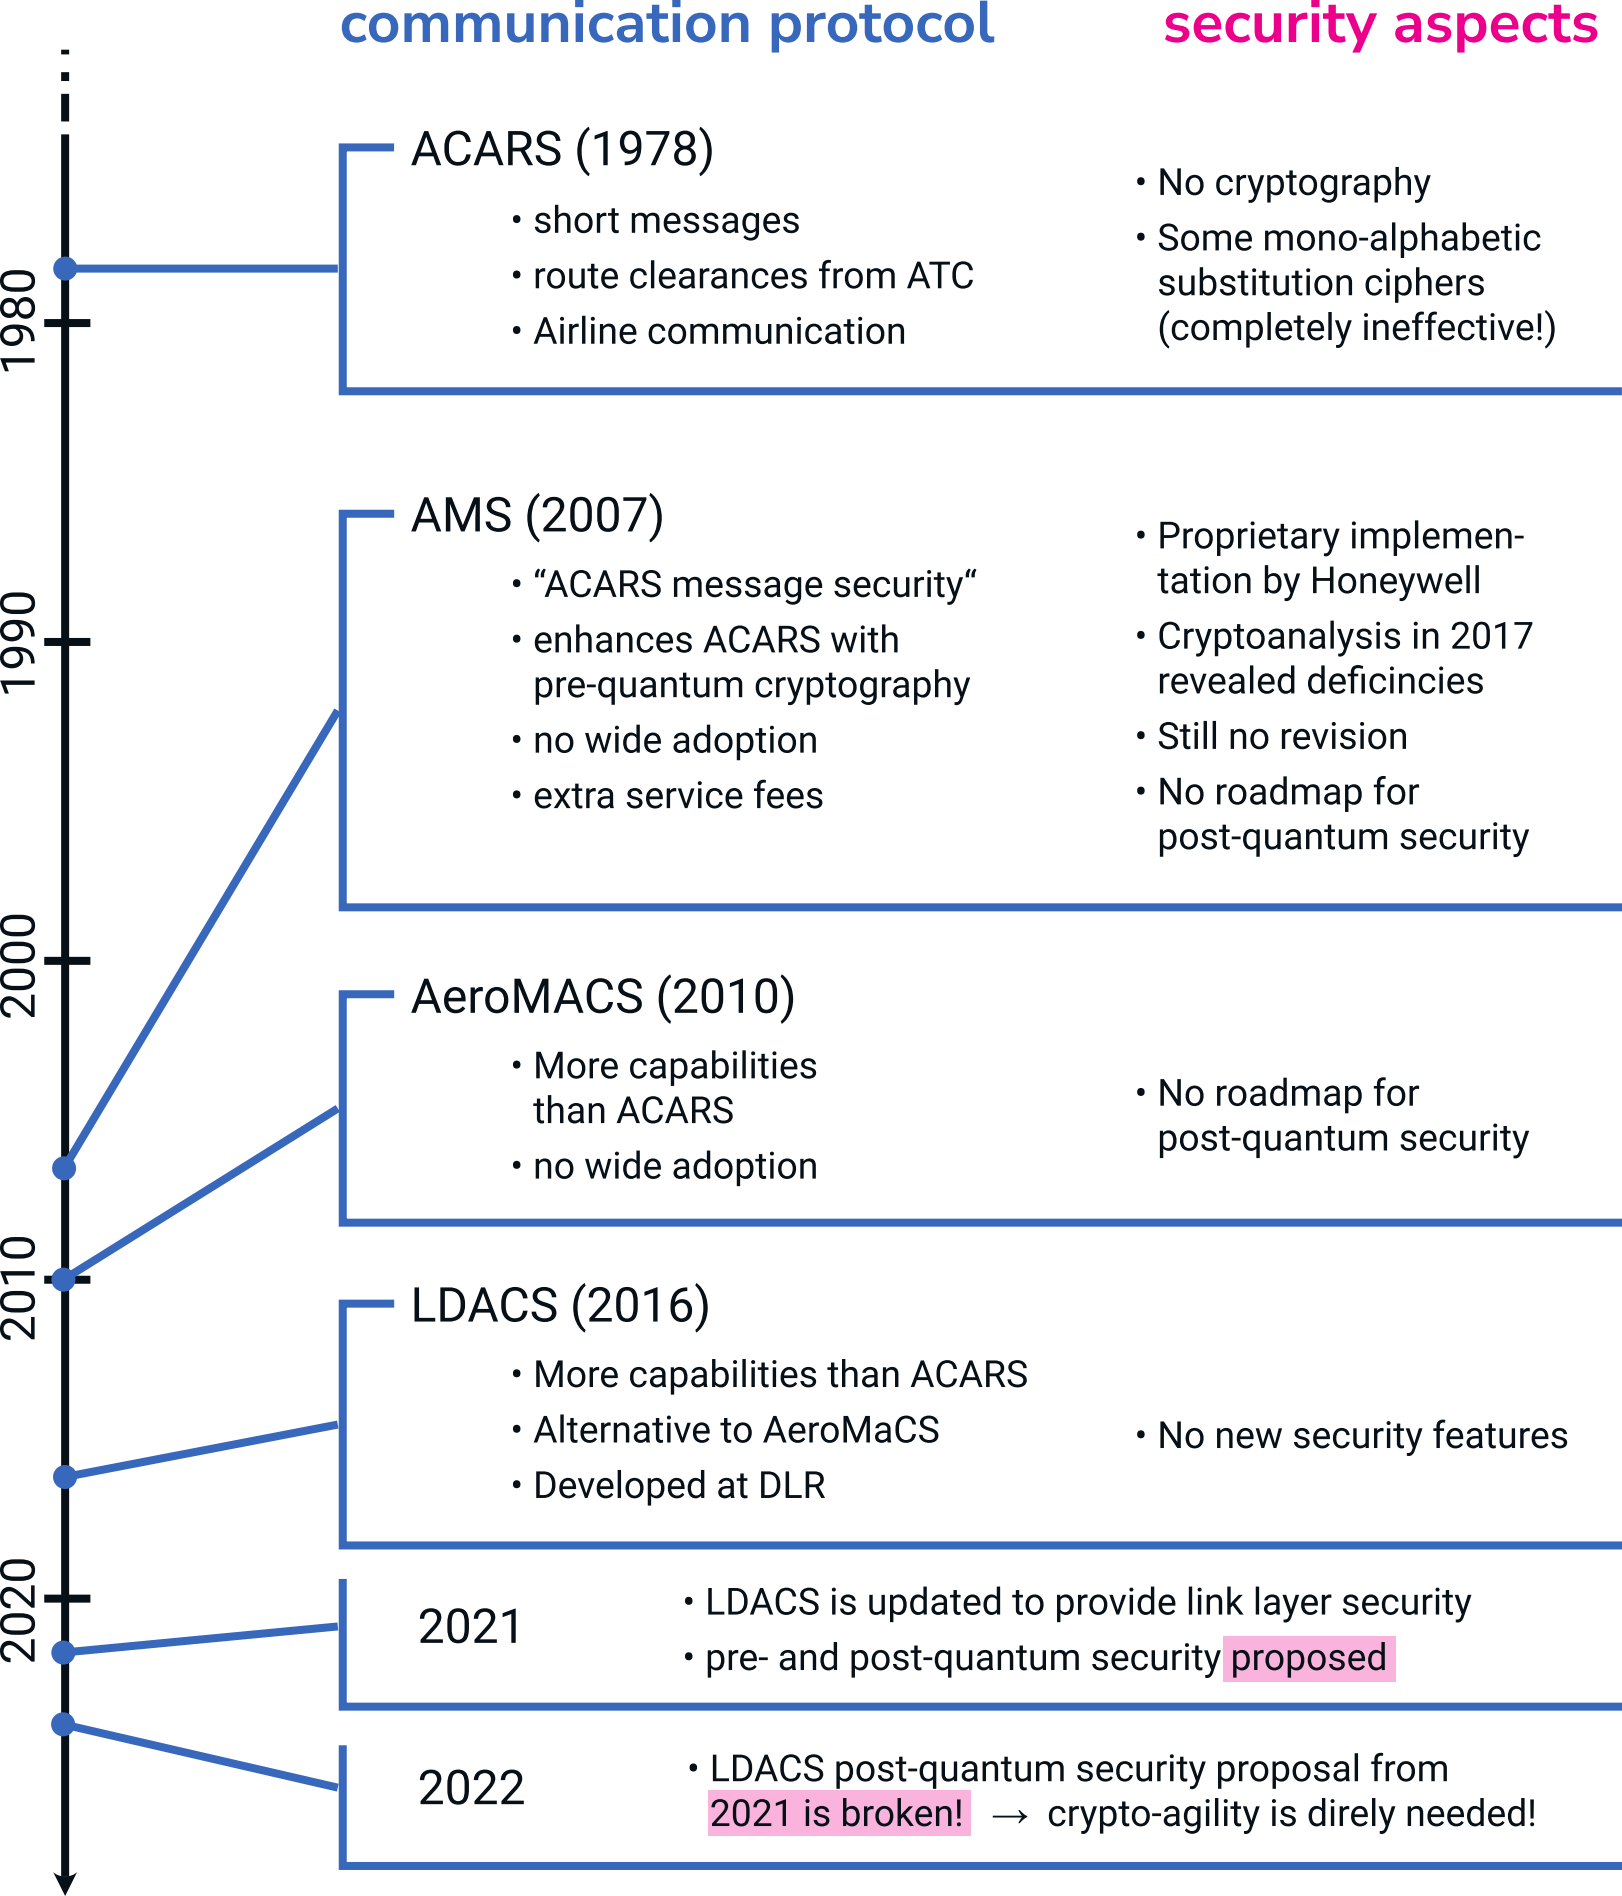 communication protocol
security aspects
1980
1990
2000
2010
2020
ACARS (1978)
• short messages
• route clearances from ATC
• Airline communication
• No cryptography
• Some mono-alphabetic
substitution ciphers
(completely ineffective!)
AMS (2007)
• “ACARS message security“
• enhances ACARS with
pre-quantum cryptography
• no wide adoption
• extra service fees
• Proprietary implemen-
tation by Honeywell
• Cryptoanalysis in 2017
revealed deficincies
• Still no revision
• No roadmap for
post-quantum security
AeroMACS (2010)
• More capabilities
than ACARS
• no wide adoption
• No roadmap for
post-quantum security
LDACS (2016)
• More capabilities than ACARS
• Alternative to AeroMaCS
• Developed at DLR
• No new security features
2021
• LDACS is updated to provide link layer security
• pre- and post-quantum security proposed
2022
• LDACS post-quantum security proposal from
2021 is broken! → crypto-agility is direly needed!